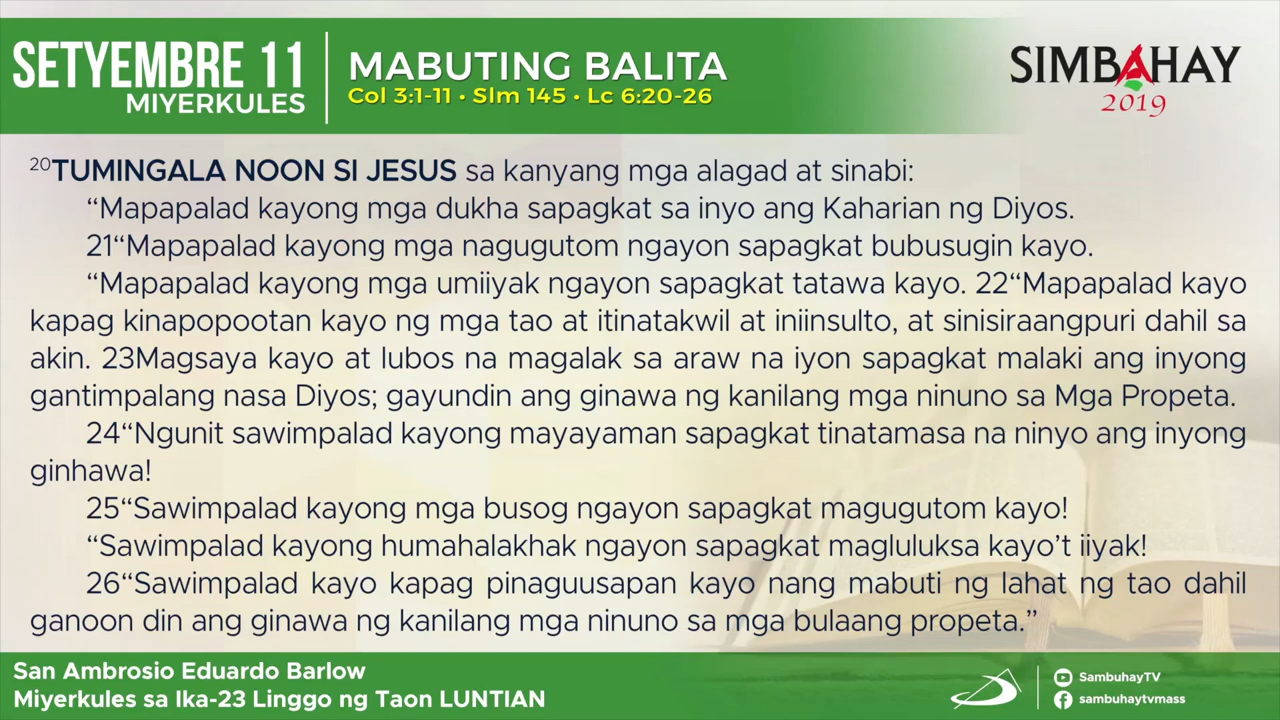 SETYEMBRE 11
MIYERKULES
MABUTING BALITA
Col 3:1-11 • Slm 145 • Lc 6:20-26
SIMBAHAY
2019
20TUMINGALA NOON SI JESUS sa kanyang mga alagad at sinabi:
“Mapapalad kayong mga dukha sapagkat sa inyo ang Kaharian ng Diyos.
21“Mapapalad kayong mga nagugutom ngayon sapagkat bubusugin kayo.
“Mapapalad kayong mga umiiyak ngayon sapagkat tatawa kayo. 22“Mapapalad kayo
kapag kinapopootan kayo ng mga tao at itinatakwil at iniinsulto, at sinisiraangpuri dahil sa
akin. 23Magsaya kayo at lubos na magalak sa araw na iyon sapagkat malaki ang inyong
gantimpalang nasa Diyos; gayundin ang ginawa ng kanilang mga ninuno sa Mga Propeta.
24“Ngunit sawimpalad kayong mayayaman sapagkat tinatamasa na ninyo ang inyong
ginhawa!
25“Sawimpalad kayong mga busog ngayon sapagkat magugutom kayo!
“Sawimpalad kayong humahalakhak ngayon sapagkat magluluksa kayo’t iiyak!
26“Sawimpalad kayo kapag pinaguusapan kayo nang mabuti ng lahat ng tao dahil
ganoon din ang ginawa ng kanilang mga ninuno sa mga bulaang propeta.”
San Ambrosio Eduardo Barlow
Miyerkules sa Ika-23 Linggo ng Taon LUNTIAN
SambuhayTV
sambuhaytvmass